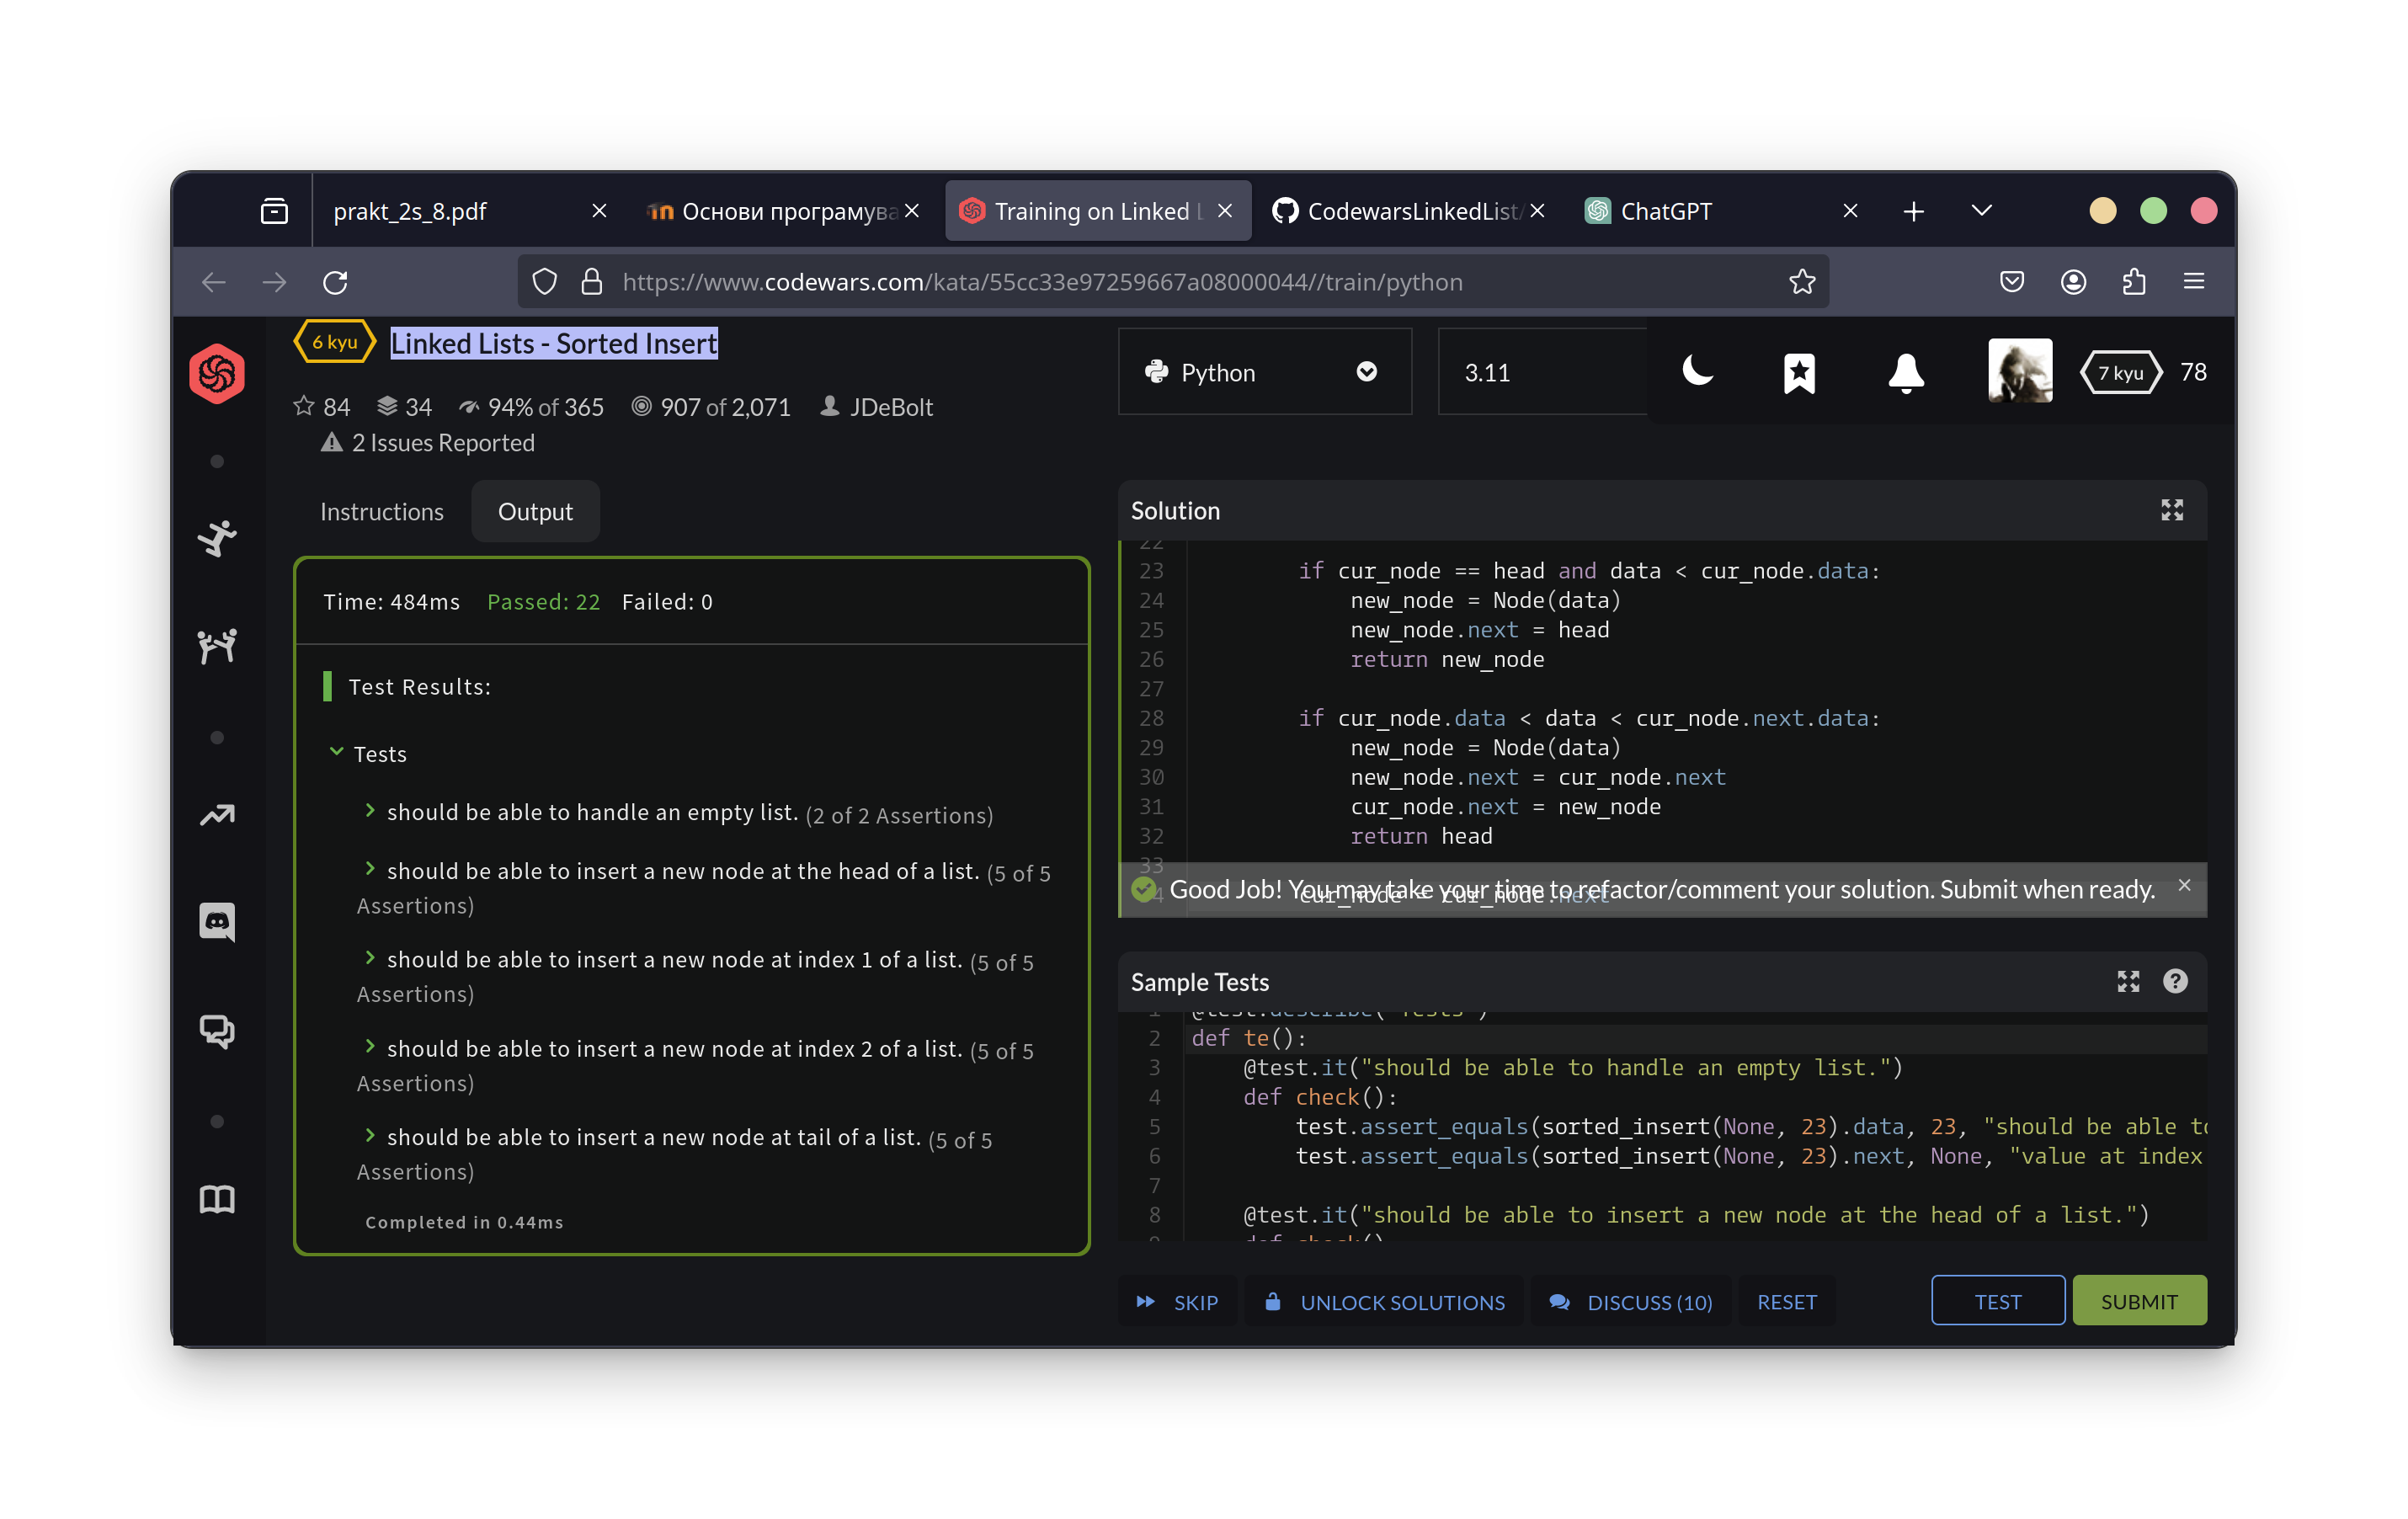 prakt_2s_8.pdf
Основи програмува
Training on Linked L
CodewarsLinkedList/
ChatGPT
https://www.codewars.com/kata/55cc33e97259667a08000044//train/python
6 kyu
Linked Lists - Sorted Insert
84 34 94% of 365 907 of 2,071 JDeBolt
2 Issues Reported
Python
3.11
7 kyu
78
Instructions
Output
Time: 484ms Passed: 22 Failed: 0
Test Results:
Tests
should be able to handle an empty list. (2 of 2 Assertions)
should be able to insert a new node at the head of a list. (5 of 5
Assertions)
should be able to insert a new node at index 1 of a list. (5 of 5
Assertions)
should be able to insert a new node at index 2 of a list. (5 of 5
Assertions)
should be able to insert a new node at tail of a list. (5 of 5
Assertions)
Completed in 0.44ms
Solution
22
23 if cur_node == head and data < cur_node.data:
24 new_node = Node(data)
25 new_node.next = head
26 return new_node
27
28 if cur_node.data < data < cur_node.next.data:
29 new_node = Node(data)
30 new_node.next = cur_node.next
31 cur_node.next = new_node
32 return head
33
cur_node = cur_node.next
Good Job! You may take your time to refactor/comment your solution. Submit when ready.
Sample Tests
1 @test.describe("Tests")
2 def te():
3 @test.it("should be able to handle an empty list.")
4 def check():
5 test.assert_equals(sorted_insert(None, 23).data, 23, "should be able to
6 test.assert_equals(sorted_insert(None, 23).next, None, "value at index
7
8 @test.it("should be able to insert a new node at the head of a list.")
9 def check()
SKIP
UNLOCK SOLUTIONS
DISCUSS (10)
RESET
TEST
SUBMIT